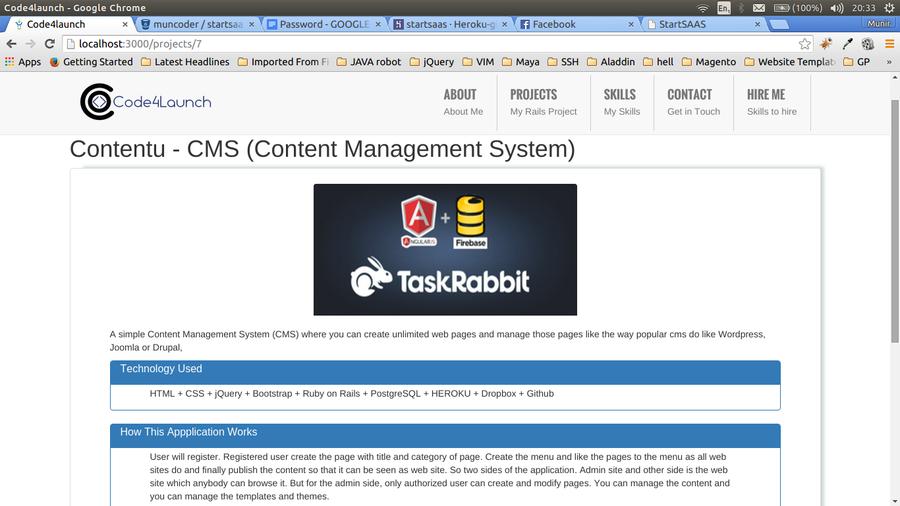 Code4launch - Google Chrome
En
(100%)
20:33
Code4launch
muncoder / startsaa
Password - GOOGLE
startsaas · Heroku-gi
Facebook
StartSAAS
Munir
localhost:3000/projects/7
Apps
Getting Started
Latest Headlines
Imported From Fi
JAVA robot
jQuery
VIM
Maya
SSH
Aladdin
hell
Magento
Website Templat
GP
»
Code4Launch
ABOUT
About Me
PROJECTS
My Rails Project
SKILLS
My Skills
CONTACT
Get in Touch
HIRE ME
Skills to hire
Contentu - CMS (Content Management System)
A
+
ANGULARJS
Firebase
TaskRabbit
A simple Content Management System (CMS) where you can create unlimited web pages and manage those pages like the way popular cms do like Wordpress,
Joomla or Drupal,
Technology Used
HTML + CSS + jQuery + Bootstrap + Ruby on Rails + PostgreSQL + HEROKU + Dropbox + Github
How This Appplication Works
User will register. Registered user create the page with title and category of page. Create the menu and like the pages to the menu as all web
sites do and finally publish the content so that it can be seen as web site. So two sides of the application. Admin site and other side is the web
site which anybody can browse it. But for the admin side, only authorized user can create and modify pages. You can manage the content and
you can manage the templates and themes.